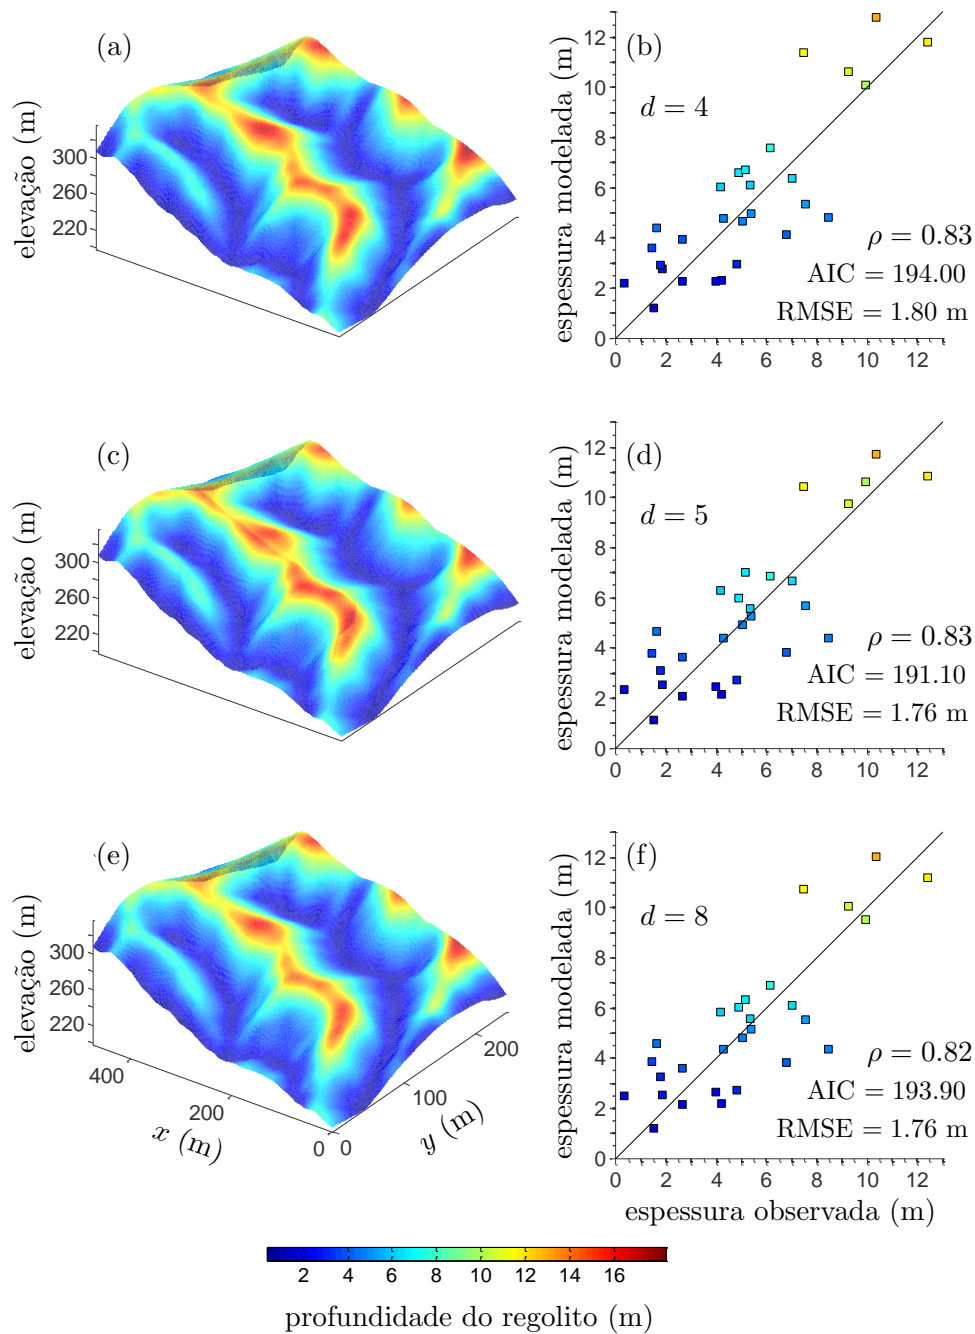 (a)
elevação (m)
300
260
220
(b)
espessura modelada (m)
12
10
8
6
4
2
0
d = 4
ρ = 0.83
AIC = 194.00
RMSE = 1.80 m
0 2 4 6 8 10 12
(c)
elevação (m)
300
260
220
(d)
espessura modelada (m)
12
10
8
6
4
2
0
d = 5
ρ = 0.83
AIC = 191.10
RMSE = 1.76 m
0 2 4 6 8 10 12
(e)
elevação (m)
300
260
220
400
200
0
x (m)
0
100
200
y (m)
(f)
espessura modelada (m)
12
10
8
6
4
2
0
d = 8
ρ = 0.82
AIC = 193.90
RMSE = 1.76 m
0 2 4 6 8 10 12
espessura observada (m)
2 4 6 8 10 12 14 16
profundidade do regolito (m)